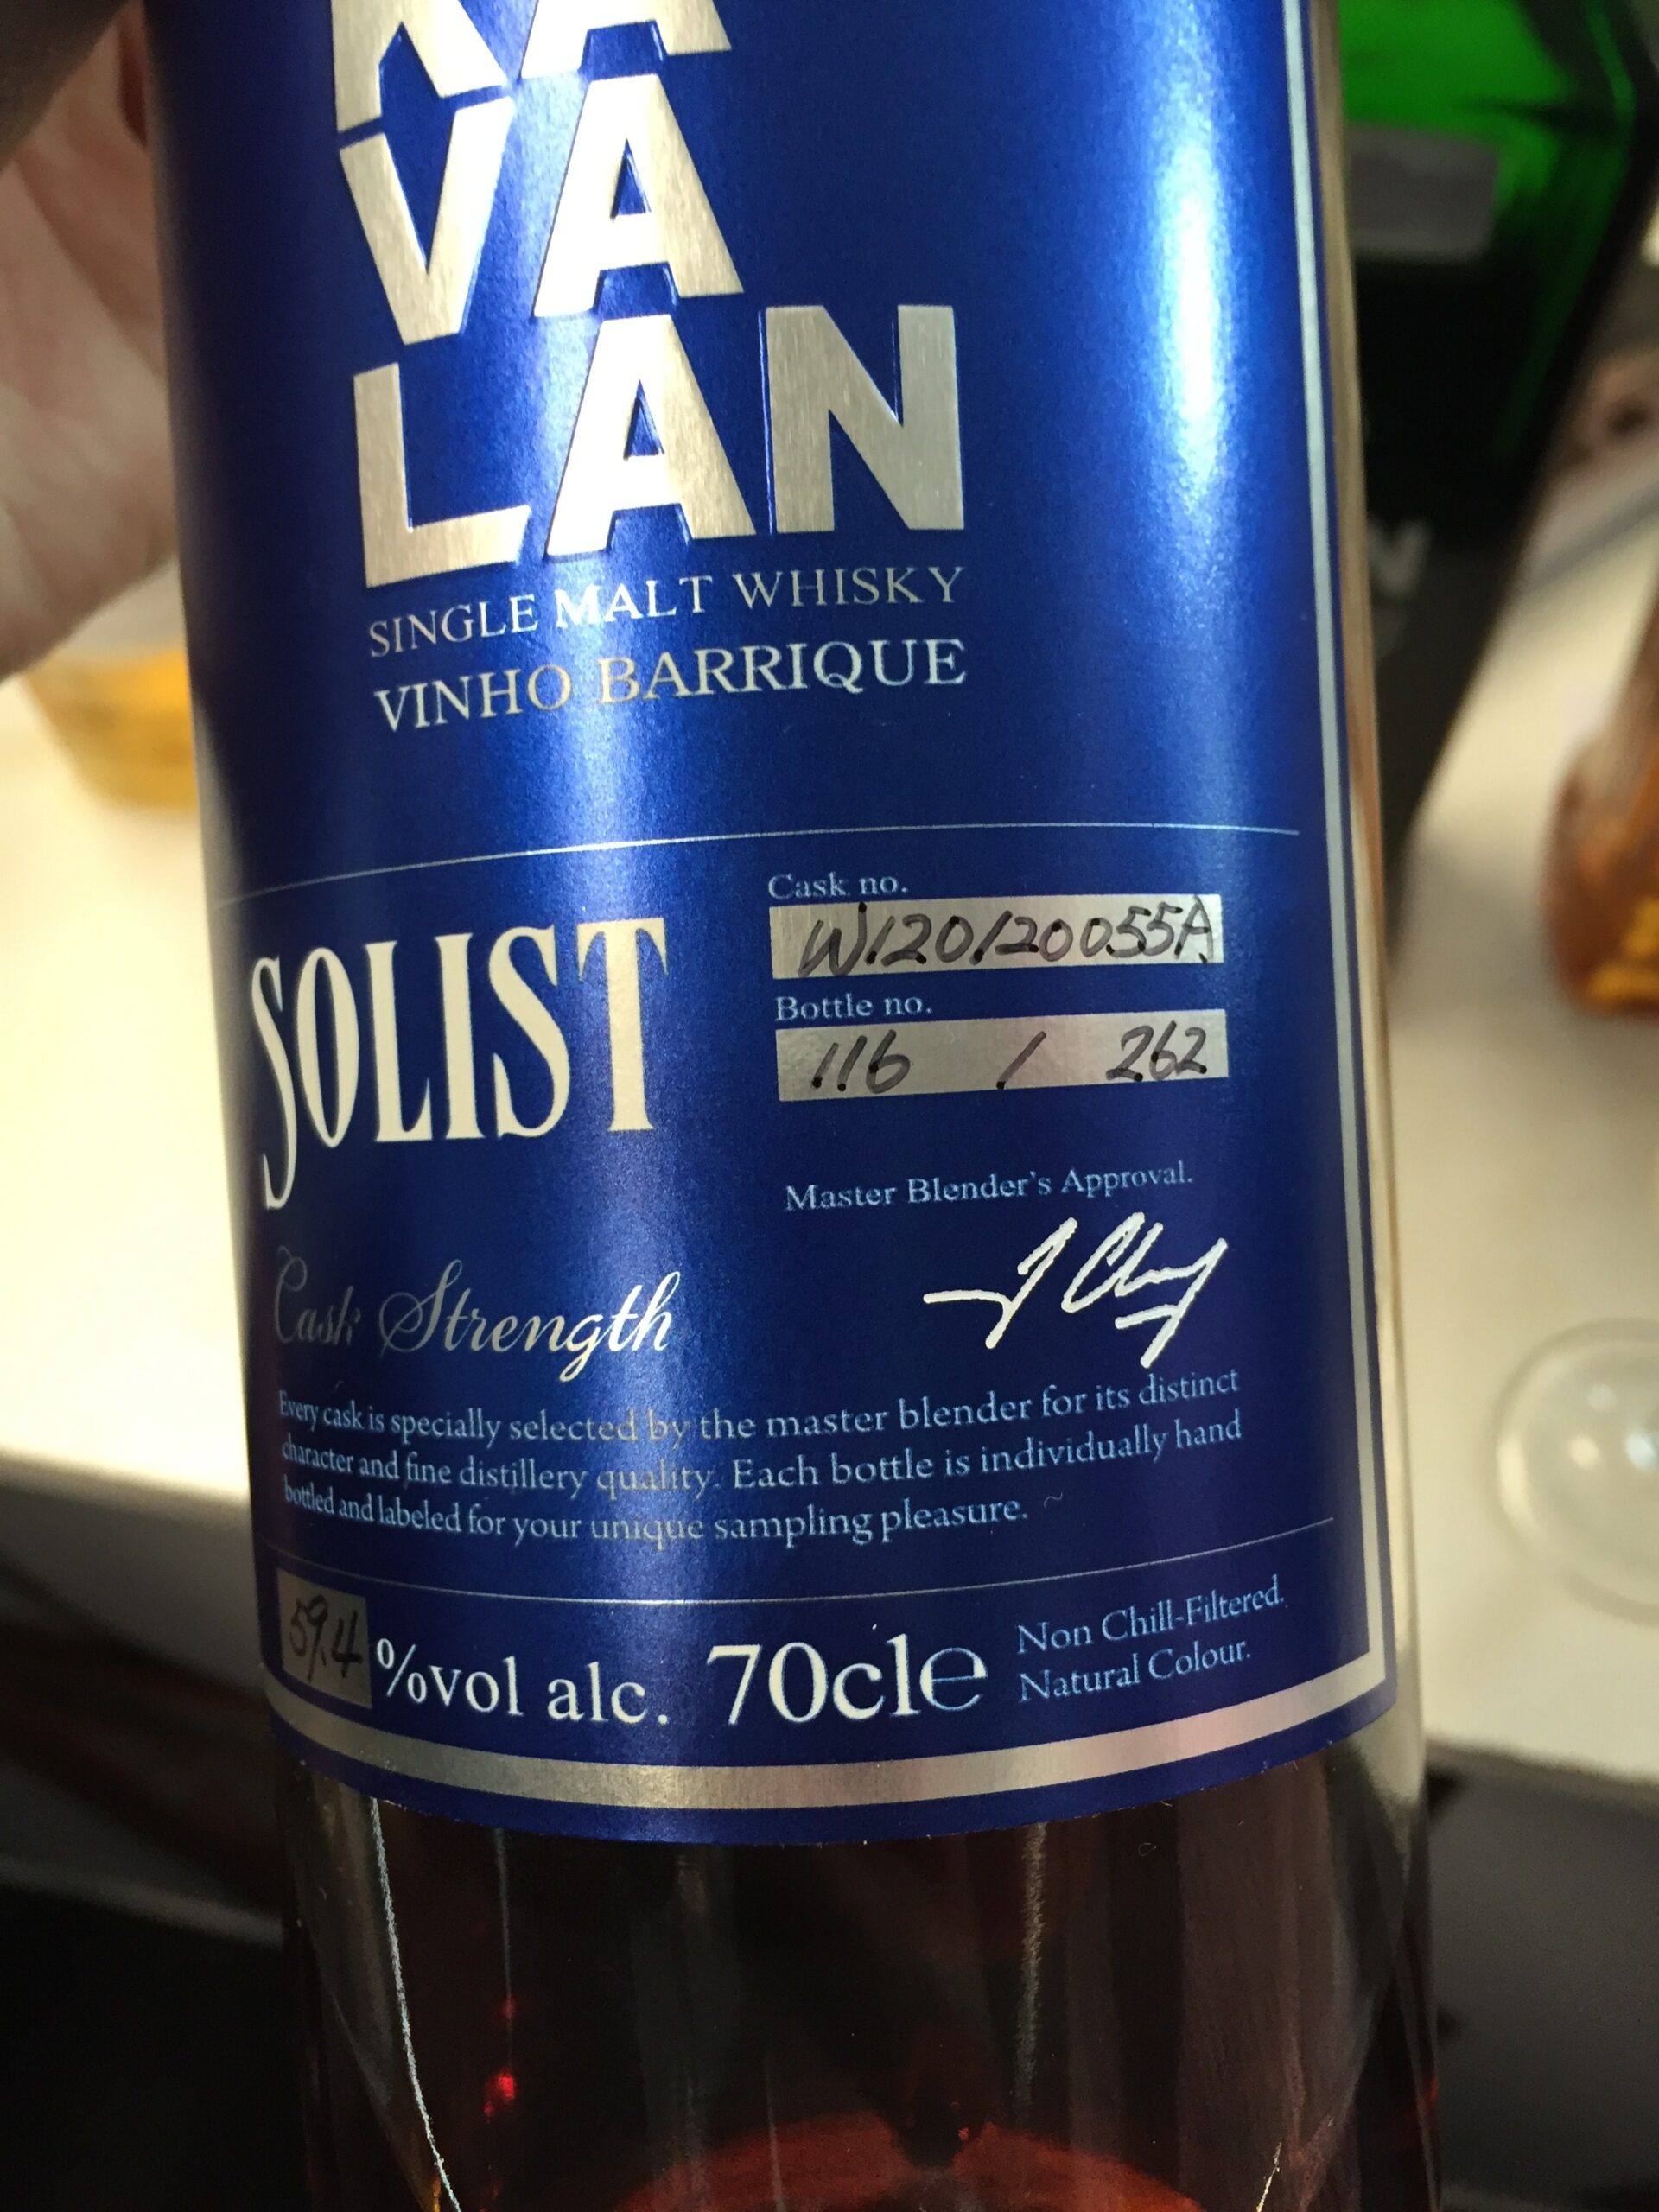 KA
VA
LAN
SINGLE MALT WHISKY
VINHO BARRIQUE
SOLIST
Cask no.
W120120055A
Bottle no.
116 / 262
Master Blender's Approval.
Cask Strength
Every cask is specially selected by the master blender for its distinct
character and fine distillery quality. Each bottle is individually hand
bottled and labeled for your unique sampling pleasure. ~
59.4 %vol alc. 70cl℮
Non Chill-Filtered.
Natural Colour.